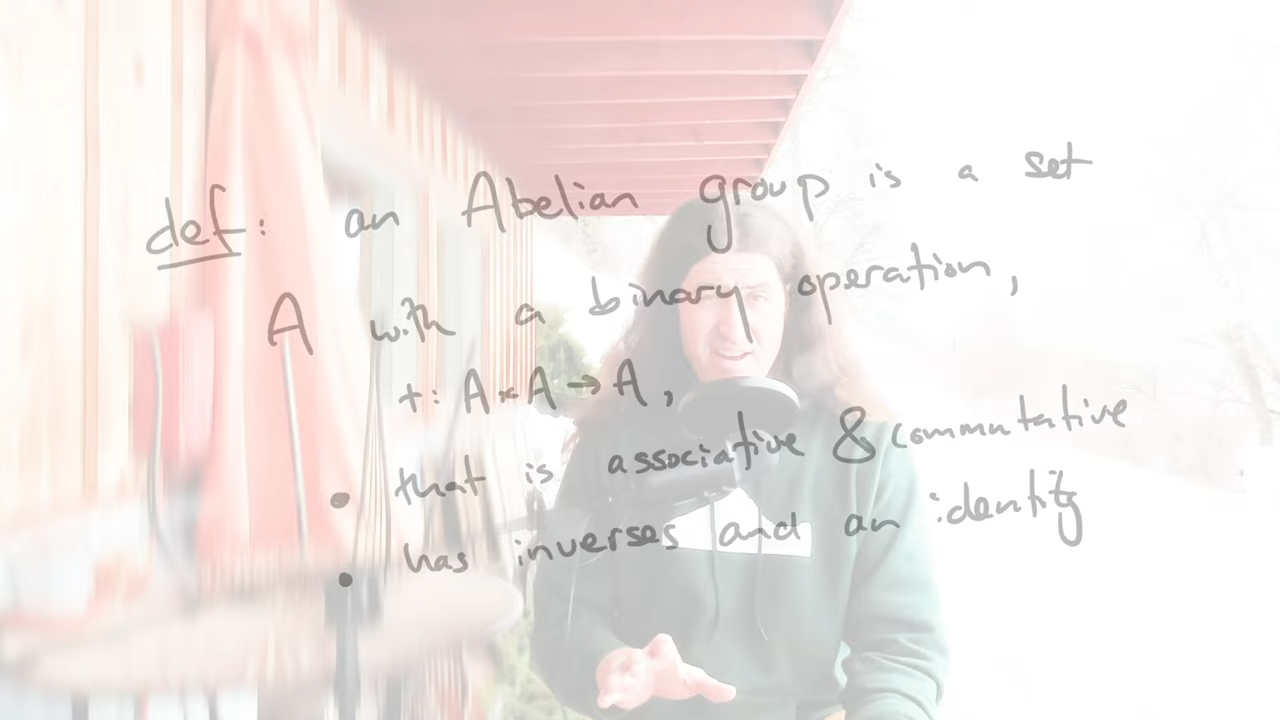 def: an Abelian group is a set
A with a binary operation,
+: A×A→A,
• that is associative & commutative
• has inverses and an identity